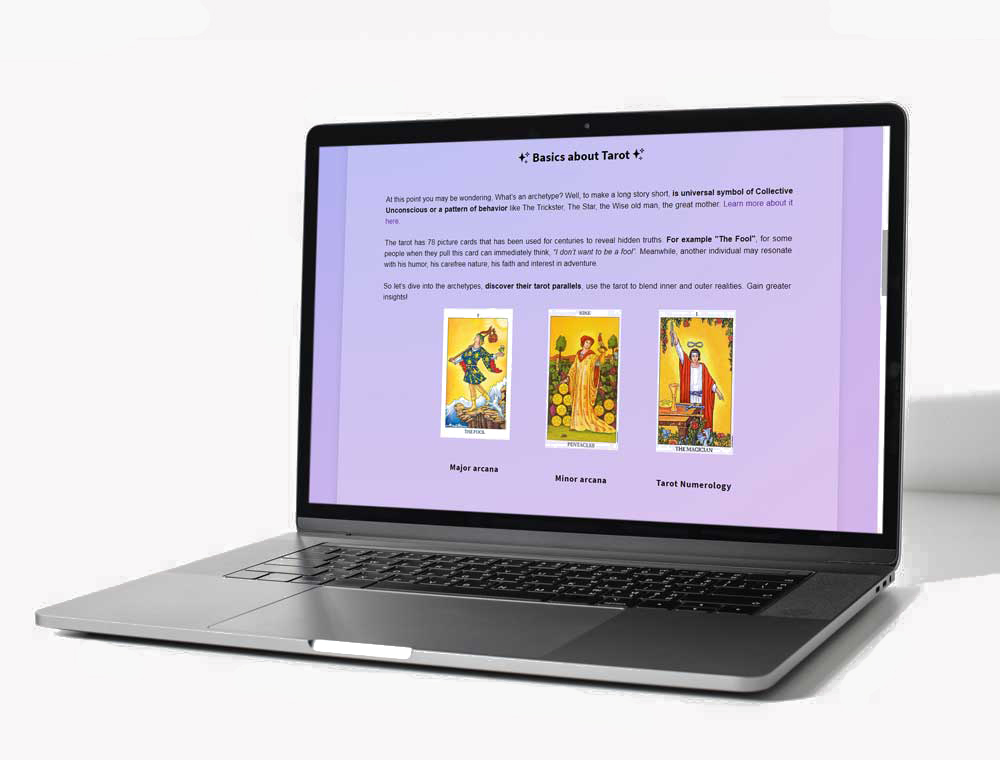 Basics about Tarot
At this point you may be wondering, What's an archetype? Well, to make a long story short, is universal symbol of Collective
Unconscious or a pattern of behavior like The Trickster, The Star, the Wise old man, the great mother. Learn more about it
here.
The tarot has 78 picture cards that has been used for centuries to reveal hidden truths. For example "The Fool", for some
people when they pull this card can immediately think, "I don't want to be a fool". Meanwhile, another individual may resonate
with his humor, his carefree nature, his faith and interest in adventure.
So let's dive into the archetypes, discover their tarot parallels, use the tarot to blend inner and outer realities. Gain greater
insights!
NINE
I
THE FOOL
PENTACLES
THE MAGICIAN
Major arcana
Minor arcana
Tarot Numerology